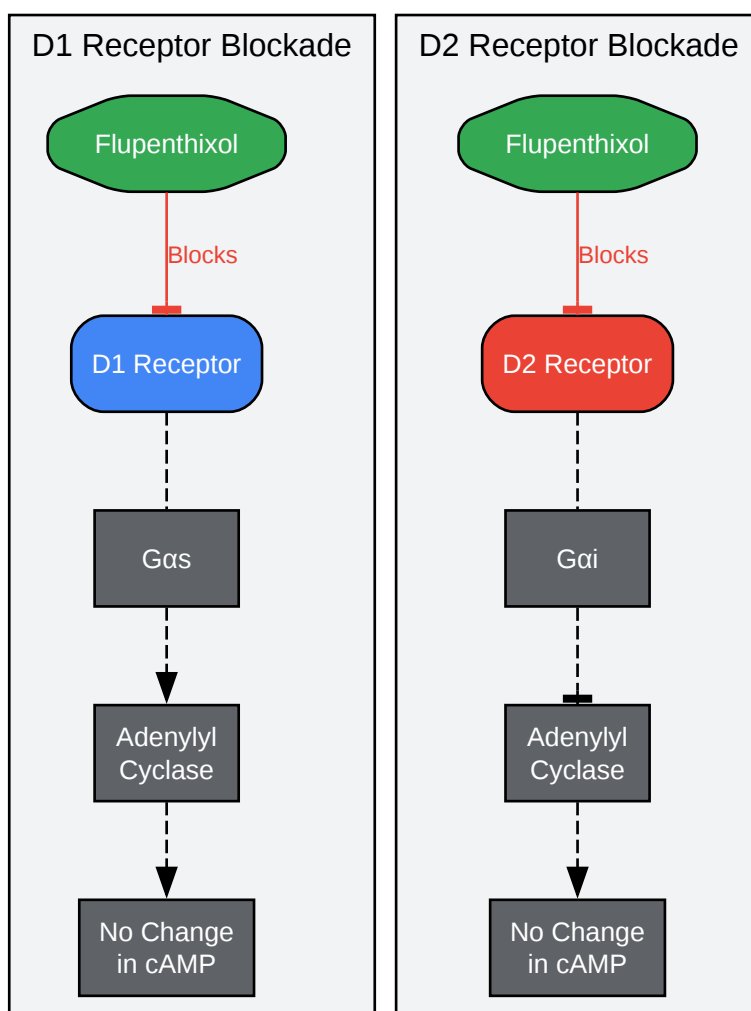 D1 Receptor Blockade
Flupenthixol
Blocks
D1 Receptor
Gαs
Adenylyl
Cyclase
No Change
in cAMP
D2 Receptor Blockade
Flupenthixol
Blocks
D2 Receptor
Gαi
Adenylyl
Cyclase
No Change
in cAMP